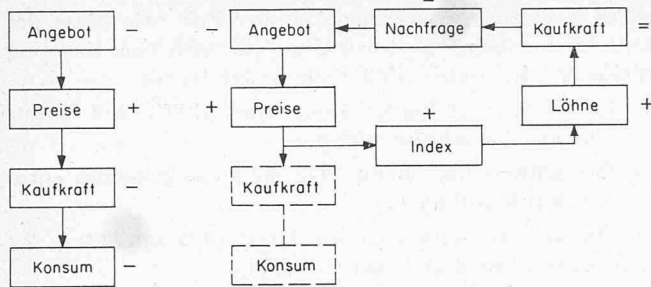 Angebot –
Preise +
Kaufkraft –
Konsum –
– Angebot
–
Nachfrage
Kaufkraft =
+ Preise
+
Index
Löhne +
Kaufkraft
Konsum